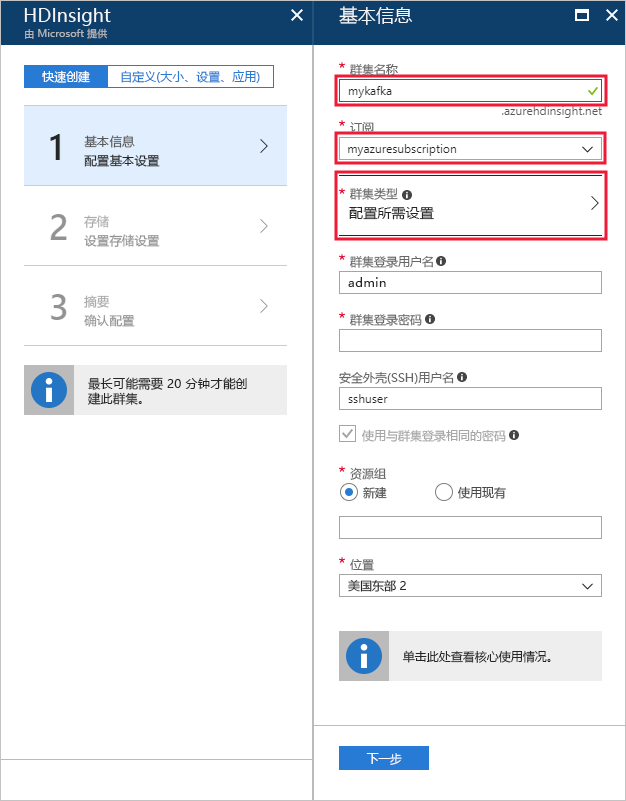 HDInsight
由 Microsoft 提供
快速创建
自定义(大小、设置、应用)
1
基本信息
配置基本设置
2
存储
设置存储设置
3
摘要
确认配置
最长可能需要 20 分钟才能创
建此群集。
基本信息
* 群集名称
mykafka
.azurehdinsight.net
* 订阅
myazuresubscription
* 群集类型
配置所需设置
* 群集登录用户名
admin
* 群集登录密码
安全外壳(SSH)用户名
sshuser
使用与群集登录相同的密码
* 资源组
新建
使用现有
* 位置
美国东部 2
单击此处查看核心使用情况。
下一步